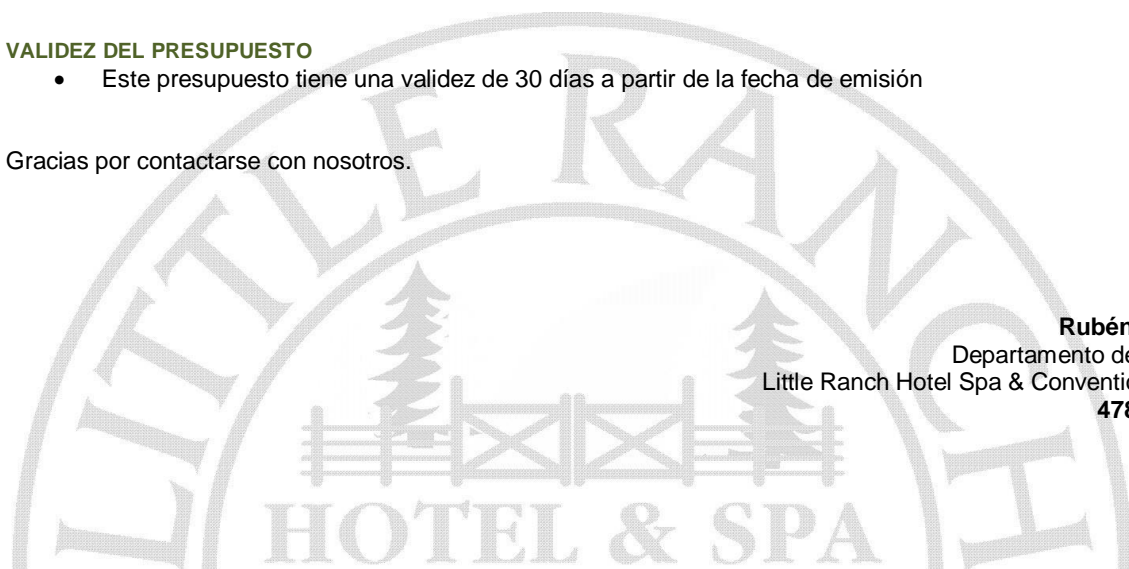 VALIDEZ DEL PRESUPUESTO
• Este presupuesto tiene una validez de 30 días a partir de la fecha de emisión
Gracias por contactarse con nosotros.
LITTLE RANCH
Rubén
Departamento de
Little Ranch Hotel Spa & Conventio
478
HOTEL & SPA